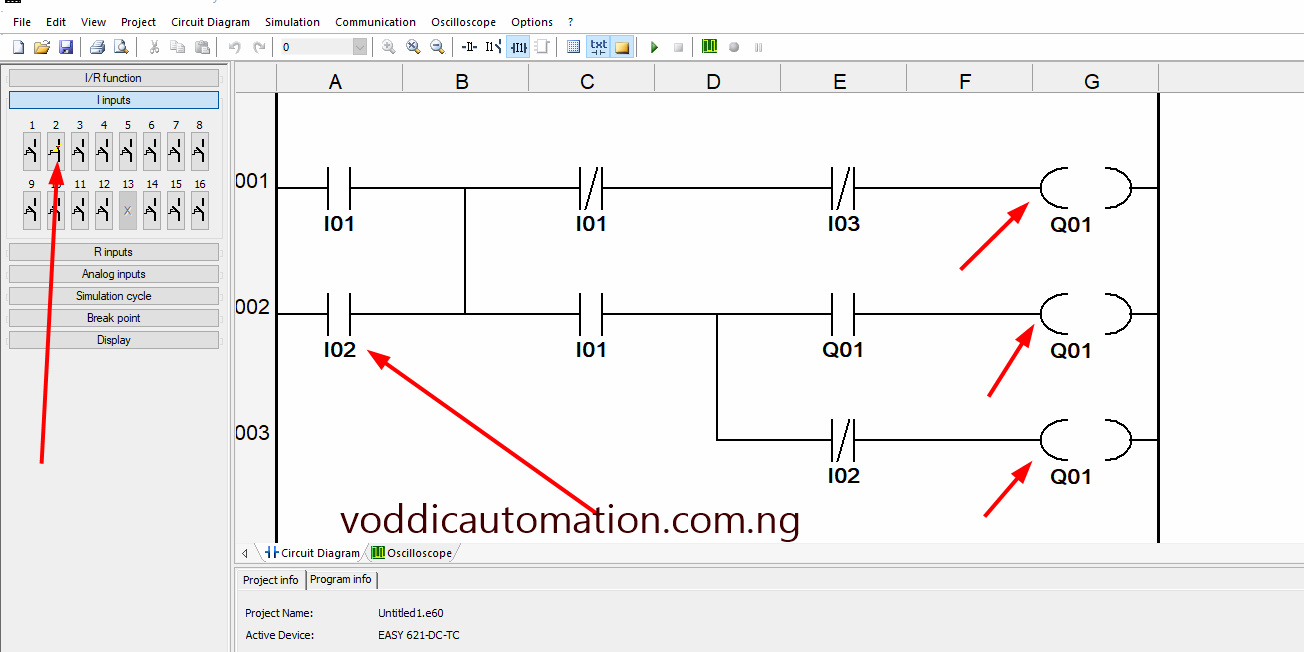 File Edit View Project Circuit Diagram Simulation Communication Oscilloscope Options ?
0 txt
I/R function
I inputs
1 2 3 4 5 6 7 8
9 11 12 13 14 15 16
X
R inputs
Analog inputs
Simulation cycle
Break point
Display
A B C D E F G
001
I01 I01 I03 Q01
002
I02 I01 Q01 Q01
003
I02 Q01
voddicautomation.com.ng
Circuit Diagram Oscilloscope
Project info Program info
Project Name: Untitled1.e60
Active Device: EASY 621-DC-TC